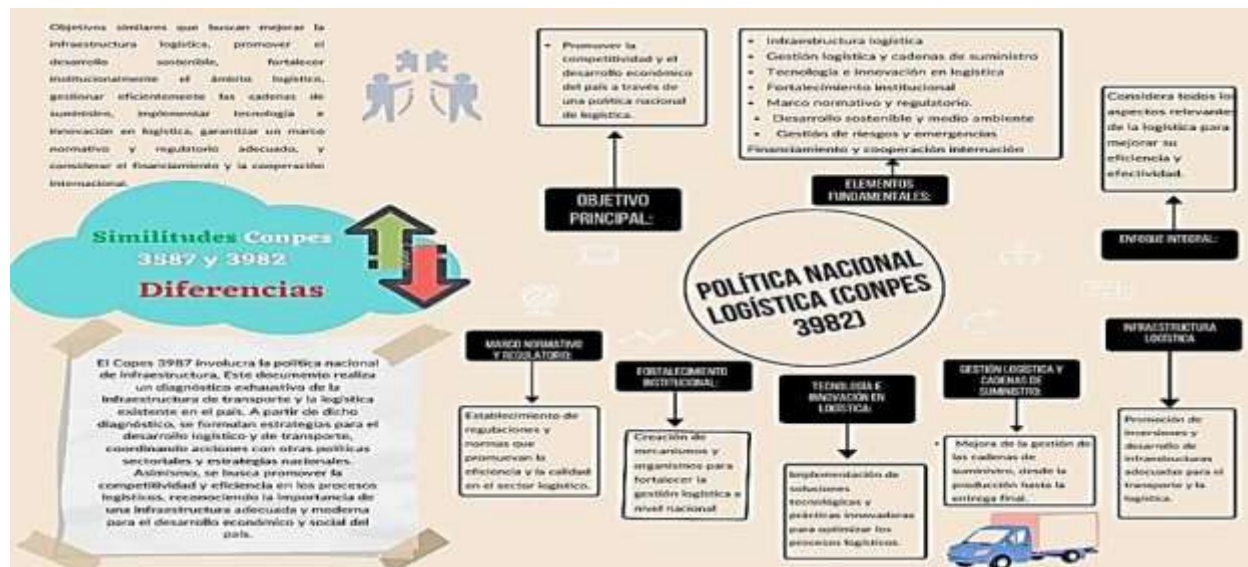 Objetivos similares que buscan mejorar la
infraestructura logística, promover el
desarrollo sostenible, fortalecer
institucionalmente el ámbito logístico,
gestionar eficientemente las cadenas de
suministro, implementar tecnología e
innovación en logística, garantizar un marco
normativo y regulatorio adecuado, y
considerar el financiamiento y la cooperación
internacional.
Similitudes Conpes
3587 y 3982
Diferencias
El Copes 3987 involucra la política nacional
de infraestructura. Este documento realiza
un diagnóstico exhaustivo de la
infraestructura de transporte y la logística
existente en el país. A partir de dicho
diagnóstico, se formulan estrategias para el
desarrollo logístico y de transporte,
coordinando acciones con otras políticas
sectoriales y estrategias nacionales.
Asimismo, se busca promover la
competitividad y eficiencia en los procesos
logísticos, reconociendo la importancia de
una infraestructura adecuada y moderna
para el desarrollo económico y social del
país.
• Promover la
competitividad y el
desarrollo económico
del país a través de
una política nacional
de logística.
OBJETIVO
PRINCIPAL:
• Infraestructura logística
• Gestión logística y cadenas de suministro
• Tecnología e innovación en logística
• Fortalecimiento institucional
• Marco normativo y regulatorio.
• Desarrollo sostenible y medio ambiente
• Gestión de riesgos y emergencias
Financiamiento y cooperación internación
ELEMENTOS
FUNDAMENTALES:
Considera todos los
aspectos relevantes
de la logística para
mejorar su
eficiencia y
efectividad.
ENFOQUE INTEGRAL:
POLÍTICA NACIONAL
LOGÍSTICA (CONPES
3982)
MARCO NORMATIVO
Y REGULATORIO:
Establecimiento de
regulaciones y
normas que
promuevan la
eficiencia y la calidad
en el sector logístico.
FORTALECIMIENTO
INSTITUCIONAL:
Creación de
mecanismos y
organismos para
fortalecer la
gestión logística a
nivel nacional
TECNOLOGÍA E
INNOVACIÓN EN
LOGÍSTICA:
Implementación de
soluciones
tecnológicas y
prácticas innovadoras
para optimizar los
procesos logísticos.
GESTIÓN LOGÍSTICA Y
CADENAS DE
SUMINISTRO:
• Mejora de la gestión de
las cadenas de
suministro, desde la
producción hasta la
entrega final.
INFRAESTRUCTURA
LOGÍSTICA
Promoción de
inversiones y
desarrollo de
infraestructuras
adecuadas para el
transporte y la
logística.